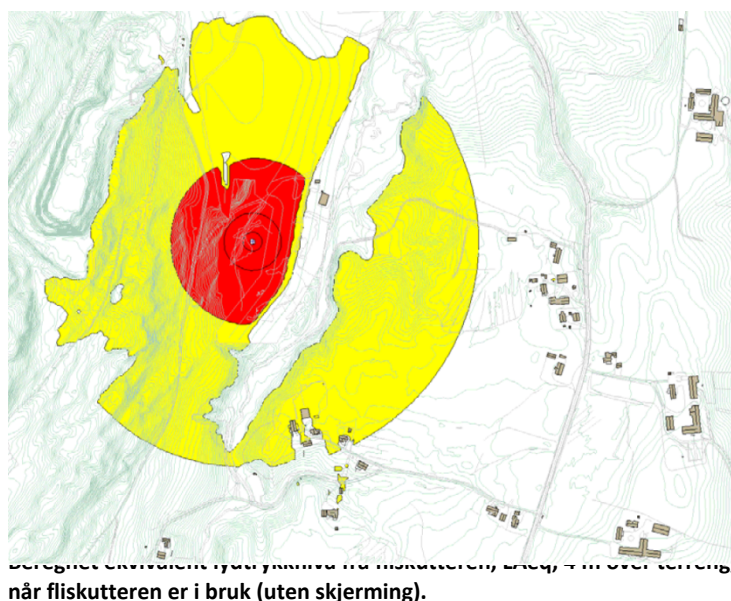 Beregnet ekvivalent lydtrykknivå fra fliskutteren, LAeq, 4 m over terreng,
når fliskutteren er i bruk (uten skjerming).